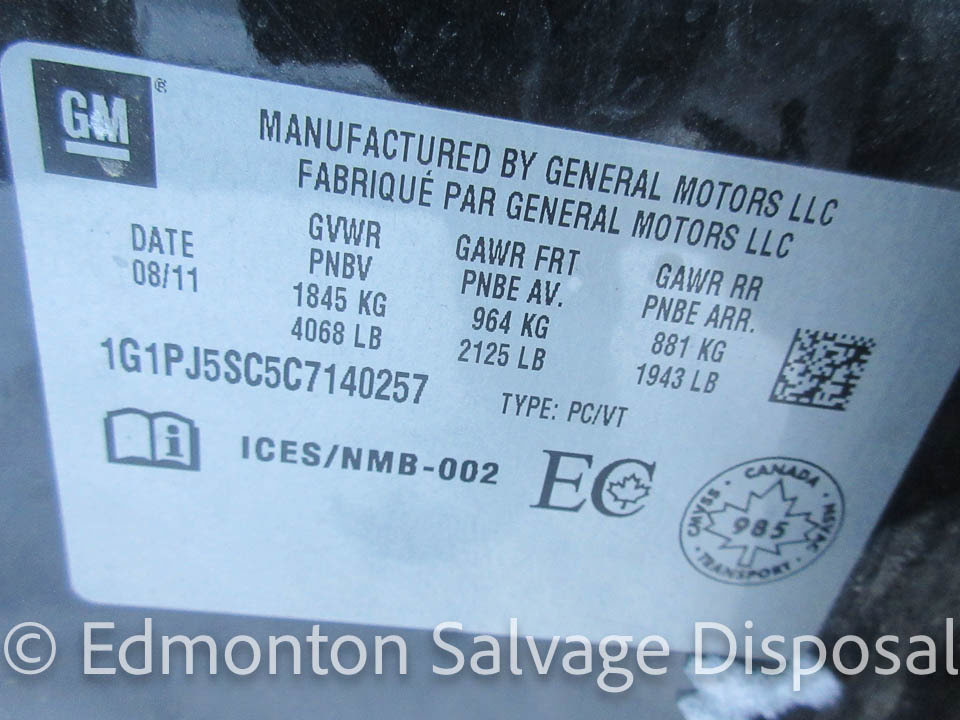 GM ®
MANUFACTURED BY GENERAL MOTORS LLC
FABRIQUÉ PAR GENERAL MOTORS LLC
DATE
08/11
GVWR
PNBV
1845 KG
4068 LB
GAWR FRT
PNBE AV.
964 KG
2125 LB
GAWR RR
PNBE ARR.
881 KG
1943 LB
1G1PJ5SC5C7140257
TYPE: PC/VT
i
ICES/NMB-002
EC
CANADA
CMVSS
985
NSVAC
TRANSPORT
© Edmonton Salvage Disposal